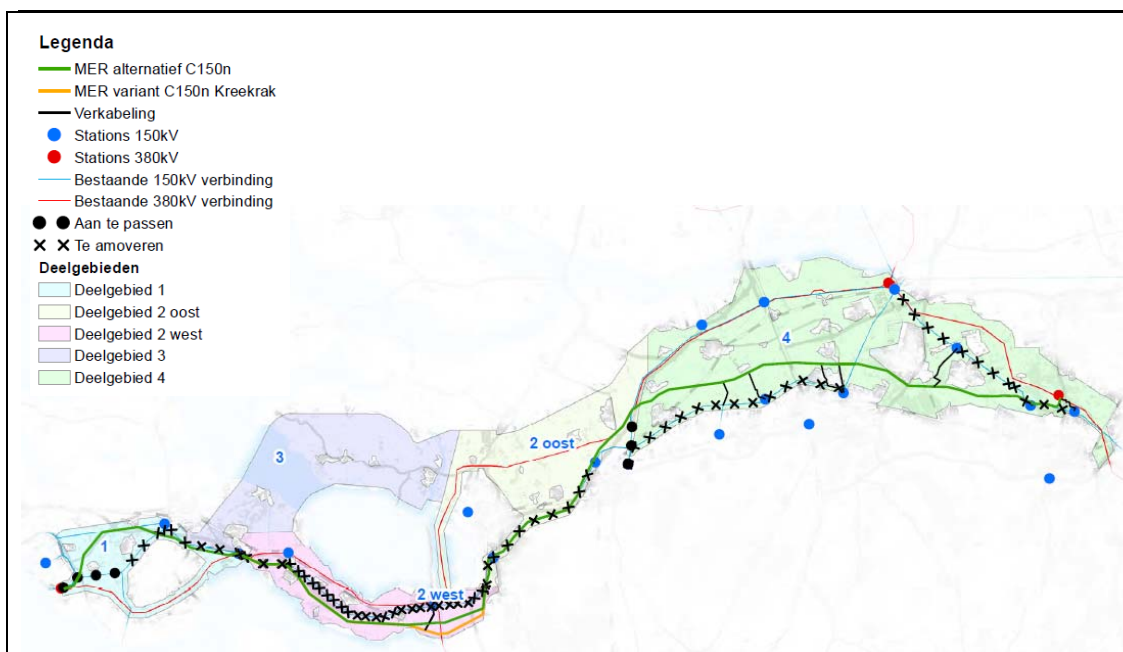 Legenda
MER alternatief C150n
MER variant C150n Kreekrak
Verkabeling
Stations 150kV
Stations 380kV
Bestaande 150kV verbinding
Bestaande 380kV verbinding
Aan te passen
Te amoveren
Deelgebieden
Deelgebied 1
Deelgebied 2 oost
Deelgebied 2 west
Deelgebied 3
Deelgebied 4
4
2 oost
3
1
2 west